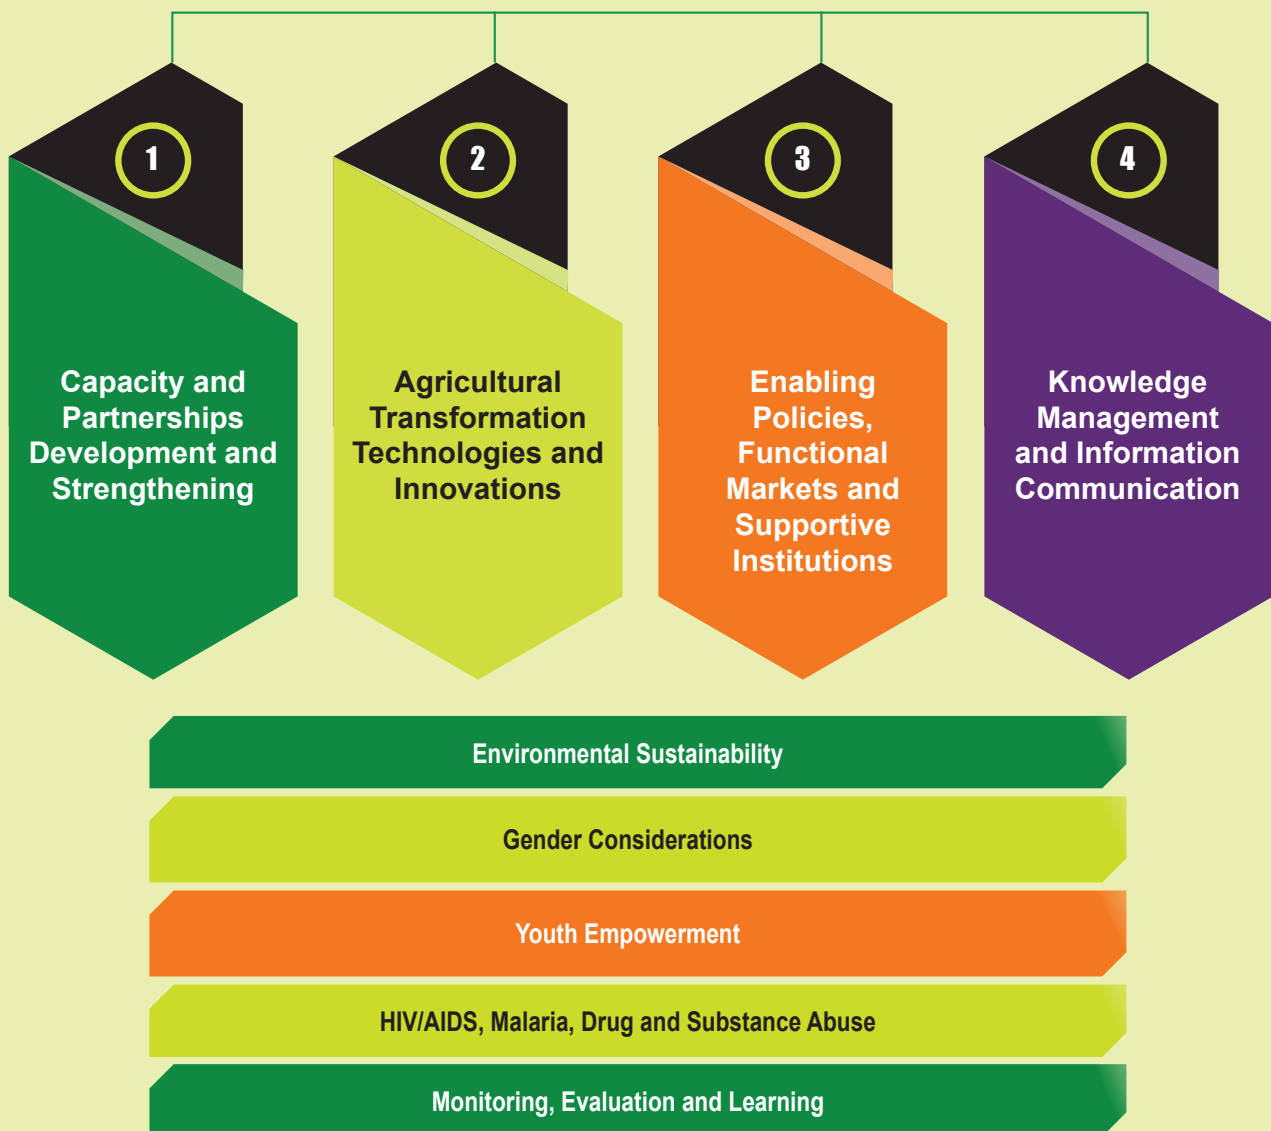 1
Capacity and
Partnerships
Development and
Strengthening
2
Agricultural
Transformation
Technologies and
Innovations
3
Enabling
Policies,
Functional
Markets and
Supportive
Institutions
4
Knowledge
Management
and Information
Communication
Environmental Sustainability
Gender Considerations
Youth Empowerment
HIV/AIDS, Malaria, Drug and Substance Abuse
Monitoring, Evaluation and Learning